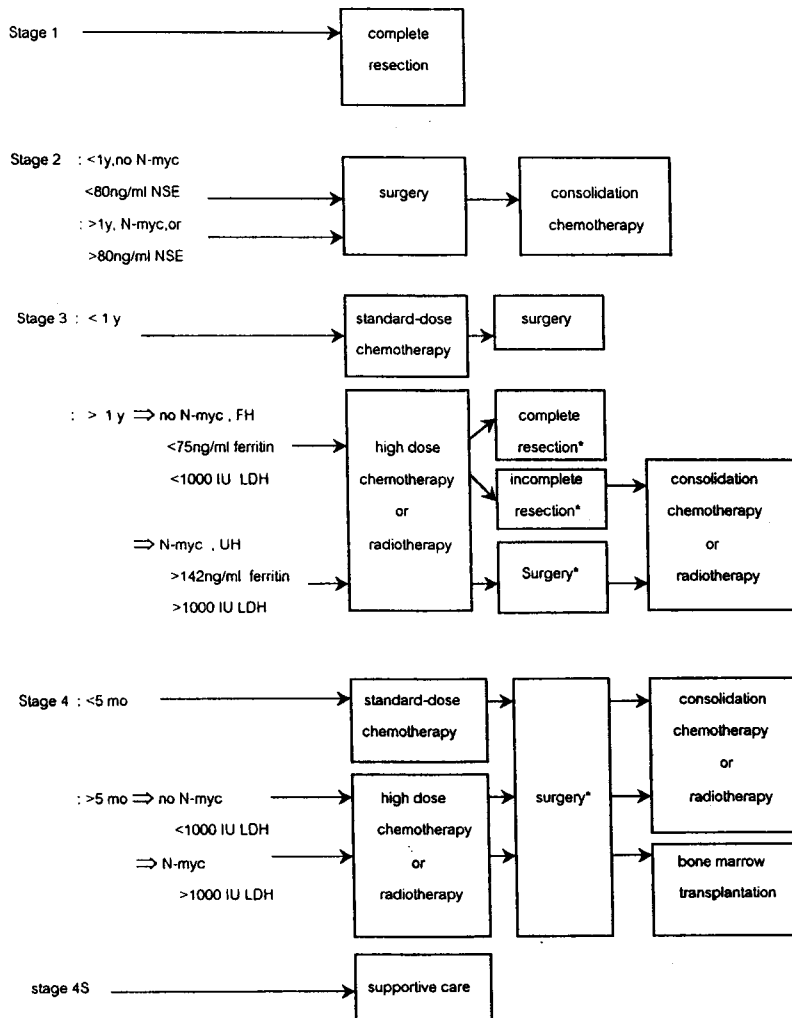 Stage 1
complete
resection
Stage 2 : <1y,no N-myc
<80ng/ml NSE
: >1y, N-myc,or
>80ng/ml NSE
surgery
consolidation
chemotherapy
Stage 3 : < 1 y
standard-dose
chemotherapy
surgery
: > 1 y ⇒ no N-myc , FH
<75ng/ml ferritin
<1000 IU LDH
⇒ N-myc , UH
>142ng/ml ferritin
>1000 IU LDH
high dose
chemotherapy
or
radiotherapy
complete
resection*
incomplete
resection*
Surgery*
consolidation
chemotherapy
or
radiotherapy
Stage 4 : <5 mo
standard-dose
chemotherapy
: >5 mo ⇒ no N-myc
<1000 IU LDH
⇒ N-myc
>1000 IU LDH
high dose
chemotherapy
or
radiotherapy
surgery*
consolidation
chemotherapy
or
radiotherapy
bone marrow
transplantation
stage 4S
supportive care